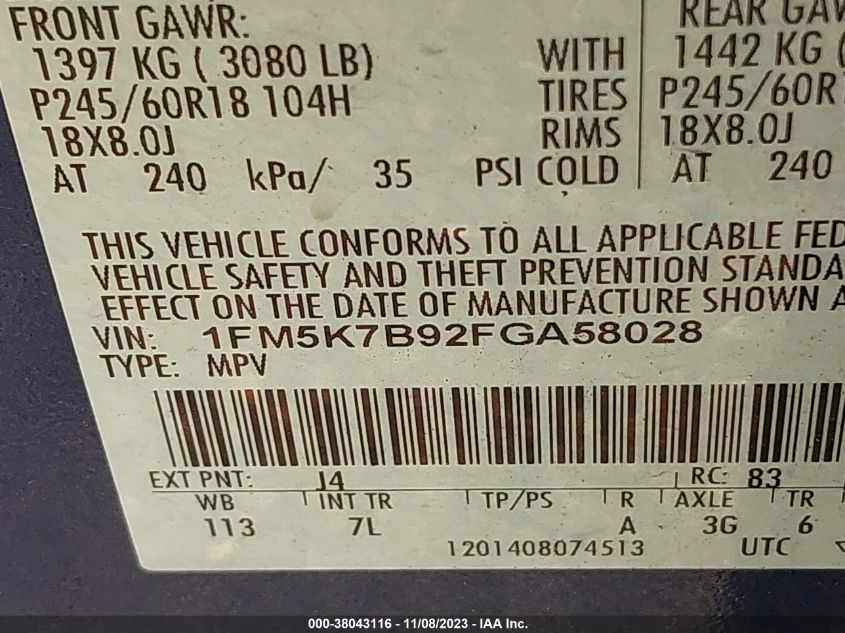 FRONT GAWR: REAR GAW
1397 KG ( 3080 LB) WITH 1442 KG (
P245/60R18 104H TIRES P245/60R1
18X8.0J RIMS 18X8.0J
AT 240 kPa/ 35 PSI COLD AT 240
THIS VEHICLE CONFORMS TO ALL APPLICABLE FED
VEHICLE SAFETY AND THEFT PREVENTION STANDA
EFFECT ON THE DATE OF MANUFACTURE SHOWN A
VIN: 1FM5K7B92FGA58028
TYPE: MPV
EXT PNT: J4 RC: 83
WB INT TR TP/PS R AXLE TR
113 7L A 3G 6
1201408074513 UTC
000-38043116 - 11/08/2023 - IAA Inc.